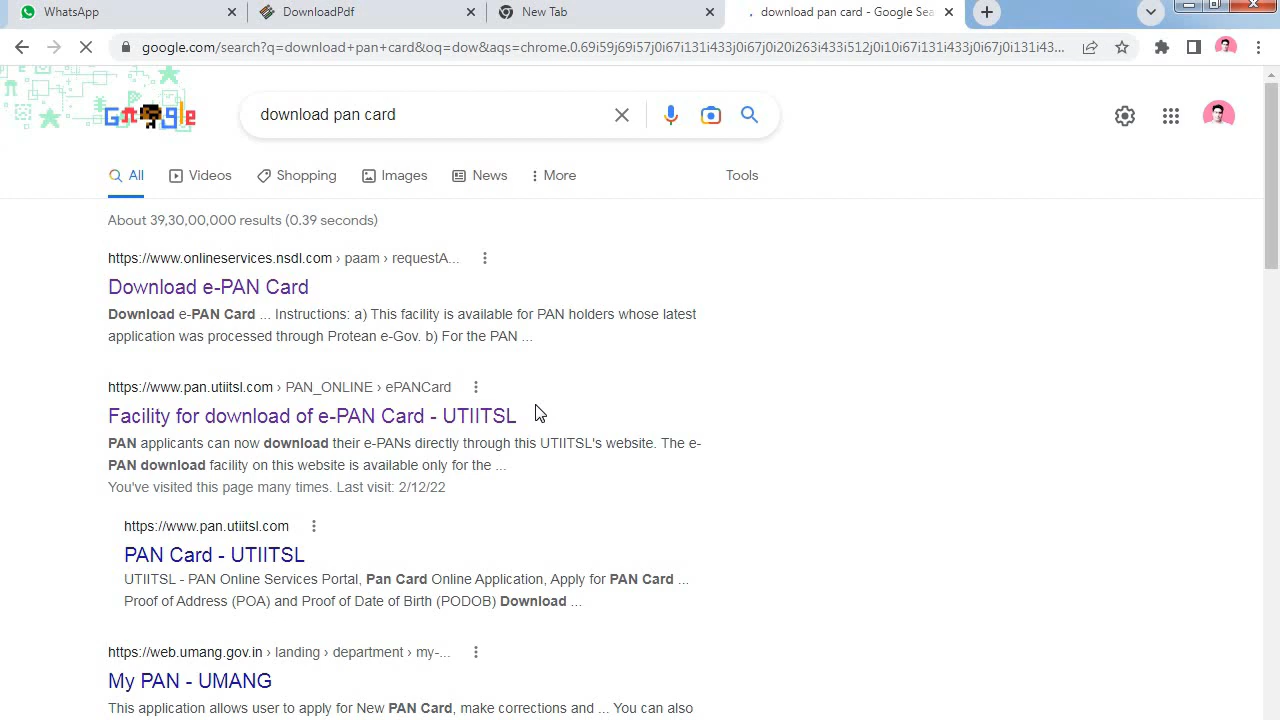 WhatsApp
DownloadPdf
New Tab
download pan card - Google Sea
google.com/search?q=download+pan+card&oq=dow&aqs=chrome.0.69i59j69i57j0i67i131i433j0i67j0i20i263i433i512j0i10i67i131i433j0i67j0i131i43...
Google
download pan card
All
Videos
Shopping
Images
News
More
Tools
About 39,30,00,000 results (0.39 seconds)
https://www.onlineservices.nsdl.com › paam › requestA...
Download e-PAN Card
Download e-PAN Card ... Instructions: a) This facility is available for PAN holders whose latest
application was processed through Protean e-Gov. b) For the PAN ...
https://www.pan.utiitsl.com › PAN_ONLINE › ePANCard
Facility for download of e-PAN Card - UTIITSL
PAN applicants can now download their e-PANs directly through this UTIITSL's website. The e-
PAN download facility on this website is available only for the ...
You've visited this page many times. Last visit: 2/12/22
https://www.pan.utiitsl.com
PAN Card - UTIITSL
UTIITSL - PAN Online Services Portal, Pan Card Online Application, Apply for PAN Card ...
Proof of Address (POA) and Proof of Date of Birth (PODOB) Download ...
https://web.umang.gov.in › landing › department › my-...
My PAN - UMANG
This application allows user to apply for New PAN Card, make corrections and ... You can also